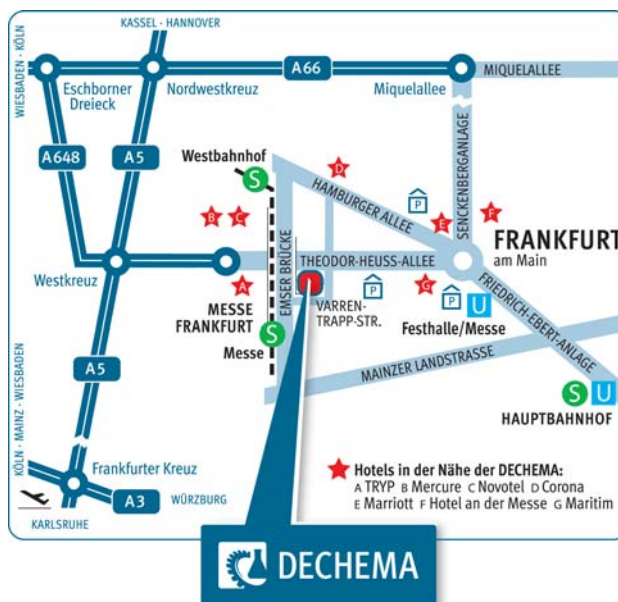 KASSEL · HANNOVER
WIESBADEN · KÖLN
A66
MIQUELALLEE
Eschborner
Dreieck
Nordwestkreuz
Miquelallee
A648
A5
Westbahnhof
S
D
HAMBURGER ALLEE
P
SENCKENBERGANLAGE
B C
E
F
FRANKFURT
am Main
Westkreuz
THEODOR-HEUSS-ALLEE
EMSER BRÜCKE
A
G
P
P U
MESSE
FRANKFURT
VARREN-
TRAPP-STR.
Festhalle/Messe
FRIEDRICH-EBERT-ANLAGE
S
Messe
MAINZER LANDSTRASSE
A5
S U
HAUPTBAHNHOF
KÖLN · MAINZ · WIESBADEN
Frankfurter Kreuz
A3
WÜRZBURG
KARLSRUHE
Hotels in der Nähe der DECHEMA:
A TRYP B Mercure C Novotel D Corona
E Marriott F Hotel an der Messe G Maritim
DECHEMA